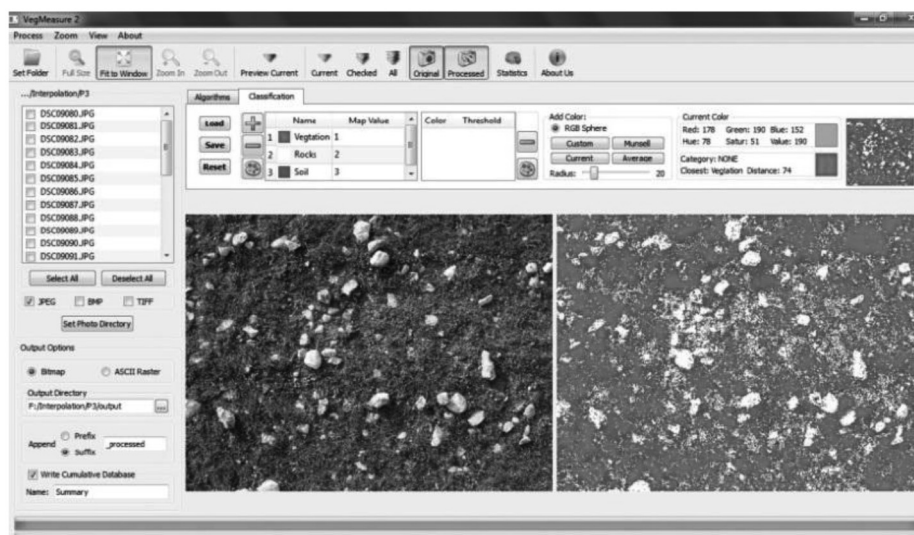 VegMeasure 2
Process Zoom View About
Set Folder Full Size Fit to Window Zoom In Zoom Out Preview Current Current Checked All Original Processed Statistics About Us
.../Interpolation/P3
DSC09080.JPG
DSC09081.JPG
DSC09082.JPG
DSC09083.JPG
DSC09084.JPG
DSC09085.JPG
DSC09086.JPG
DSC09087.JPG
DSC09088.JPG
DSC09089.JPG
DSC09090.JPG
DSC09091.JPG
Select All Deselect All
JPEG BMP TIFF
Set Photo Directory
Output Options
Bitmap ASCII Raster
Output Directory
F:/Interpolation/P3/output ...
Append Prefix
Suffix
_processed
Write Cumulative Database
Name: Summary
Algorithms Classification
Load
Save
Reset
Name Map Value
1 Vegtation 1
2 Rocks 2
3 Soil 3
Color Threshold
Add Color:
RGB Sphere
Custom Munsell
Current Average
Radius: 20
Current Color
Red: 178 Green: 190 Blue: 152
Hue: 78 Satur: 51 Value: 190
Category: NONE
Closest: Vegtation Distance: 74